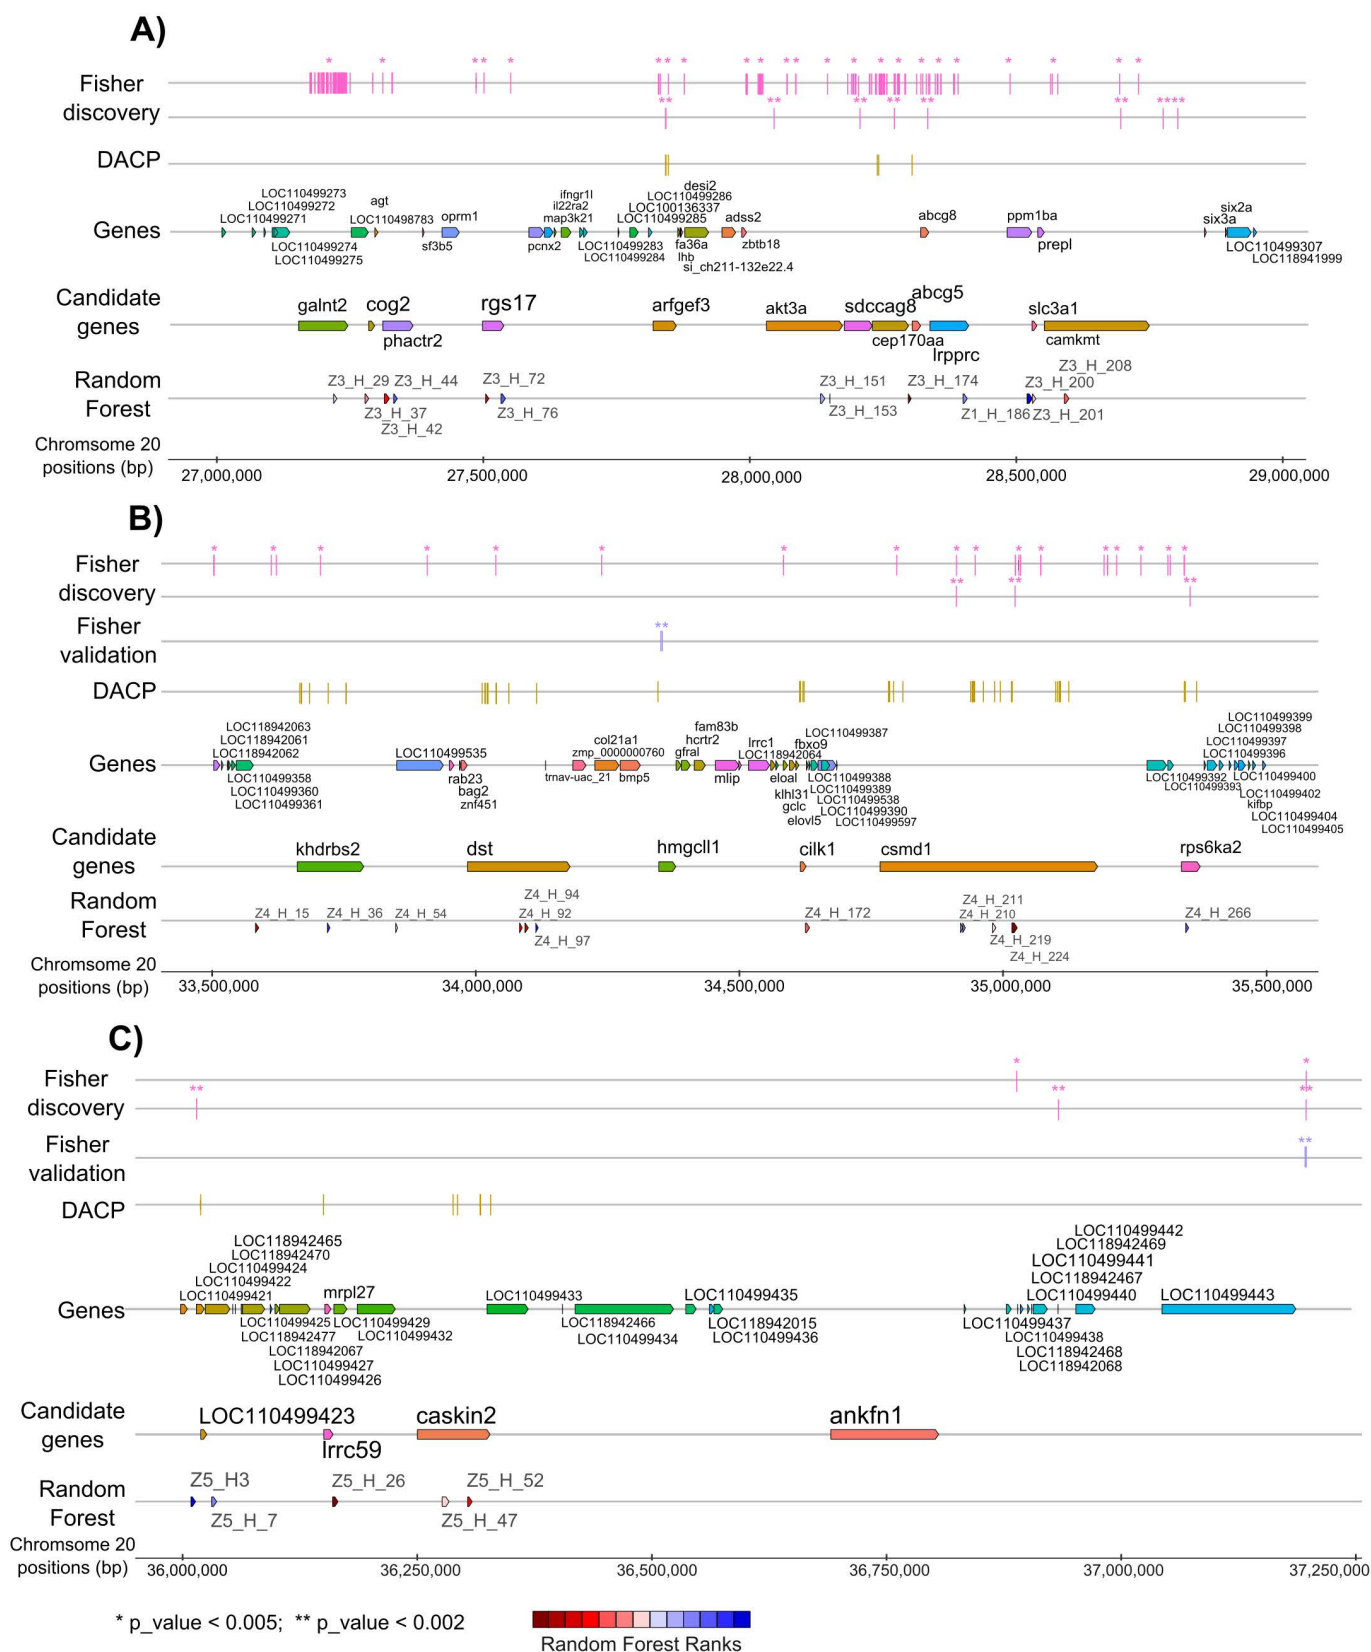 A)
Fisher
discovery
* * * * * * * * * * * * * * * * * * * * * * * *
** ** ** ** ** ** ****
DACP
Genes
LOC110499273
LOC110499272
LOC110499271
LOC110499274
LOC110499275
agt
LOC110498783
sf3b5
oprm1
ifngr1l
il22ra2
map3k21
pcnx2
LOC110499283
LOC110499284
desi2
LOC110499286
LOC100136337
LOC110499285
fa36a
lhb
si_ch211-132e22.4
adss2
zbtb18
abcg8
ppm1ba
prepl
six2a
six3a
LOC110499307
LOC118941999
Candidate
genes
galnt2
cog2
phactr2
rgs17
arfgef3
akt3a
sdccag8
cep170aa
abcg5
lrpprc
slc3a1
camkmt
Random
Forest
Z3_H_29
Z3_H_44
Z3_H_37
Z3_H_42
Z3_H_72
Z3_H_76
Z3_H_151
Z3_H_153
Z3_H_174
Z1_H_186
Z3_H_208
Z3_H_200
Z3_H_201
Chromsome 20
positions (bp)
27,000,000 27,500,000 28,000,000 28,500,000 29,000,000
B)
Fisher
discovery
* * * * * * * * * * * * * * * * *
** ** **
Fisher
validation
**
DACP
Genes
LOC118942063
LOC118942061
LOC118942062
LOC110499358
LOC110499360
LOC110499361
LOC110499535
rab23
bag2
znf451
trnav-uac_21
col21a1
zmp_0000000760
bmp5
fam83b
hcrtr2
gfral
mlip
lrrc1
LOC118942064
eloal
klhl31
gclc
elovl5
fbxo9
LOC110499387
LOC110499388
LOC110499389
LOC110499538
LOC110499390
LOC110499597
LOC110499392
LOC110499393
LOC110499399
LOC110499398
LOC110499397
LOC110499396
LOC110499400
LOC110499402
kifbp
LOC110499404
LOC110499405
Candidate
genes
khdrbs2
dst
hmgcll1
cilk1
csmd1
rps6ka2
Random
Forest
Z4_H_15
Z4_H_36
Z4_H_54
Z4_H_94
Z4_H_92
Z4_H_97
Z4_H_172
Z4_H_211
Z4_H_210
Z4_H_219
Z4_H_224
Z4_H_266
Chromsome 20
positions (bp)
33,500,000 34,000,000 34,500,000 35,000,000 35,500,000
C)
Fisher
discovery
* *
** ** **
Fisher
validation
**
DACP
Genes
LOC118942465
LOC118942470
LOC110499424
LOC110499422
LOC110499421
LOC110499425
LOC118942477
LOC118942067
LOC110499427
LOC110499426
mrpl27
LOC110499429
LOC110499432
LOC110499433
LOC118942466
LOC110499434
LOC110499435
LOC118942015
LOC110499436
LOC110499442
LOC118942469
LOC110499441
LOC118942467
LOC110499440
LOC110499437
LOC110499438
LOC118942468
LOC118942068
LOC110499443
Candidate
genes
LOC110499423
lrrc59
caskin2
ankfn1
Random
Forest
Z5_H3
Z5_H_7
Z5_H_26
Z5_H_52
Z5_H_47
Chromsome 20
positions (bp)
36,000,000 36,250,000 36,500,000 36,750,000 37,000,000 37,250,000
* p_value < 0.005; ** p_value < 0.002
Random Forest Ranks